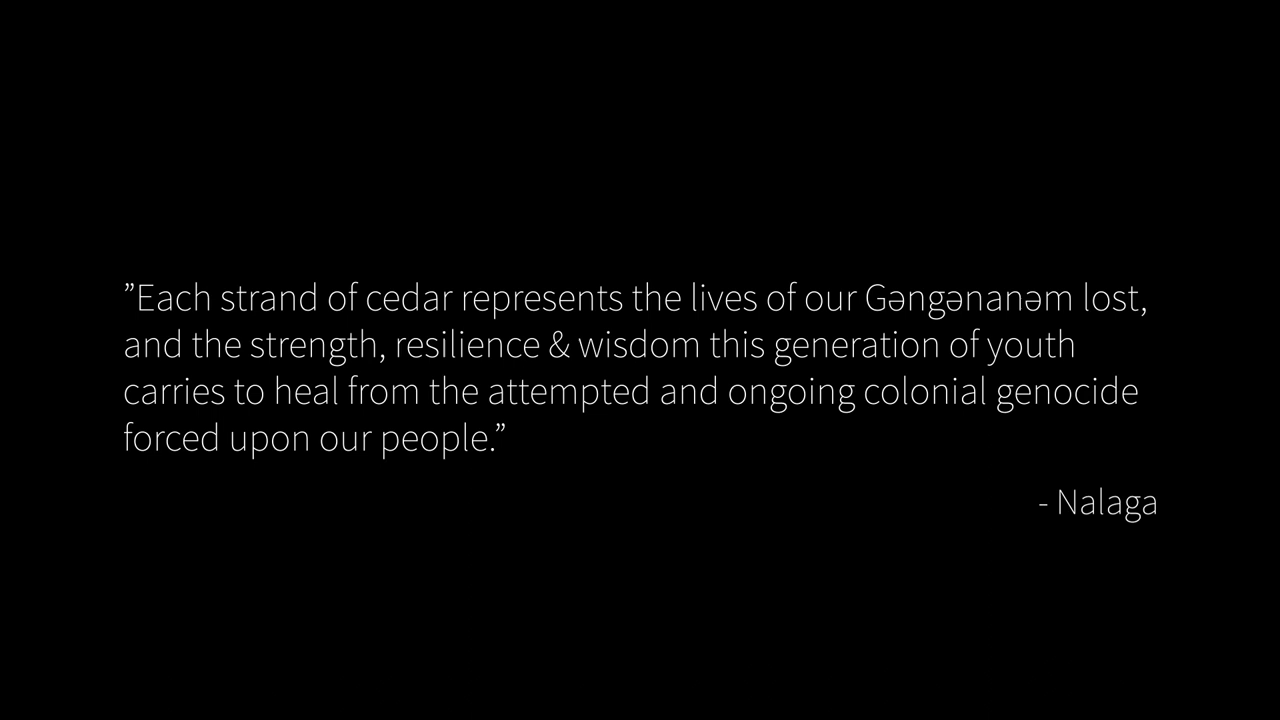 ”Each strand of cedar represents the lives of our Gəngənanəm lost,
and the strength, resilience & wisdom this generation of youth
carries to heal from the attempted and ongoing colonial genocide
forced upon our people.”
- Nalaga